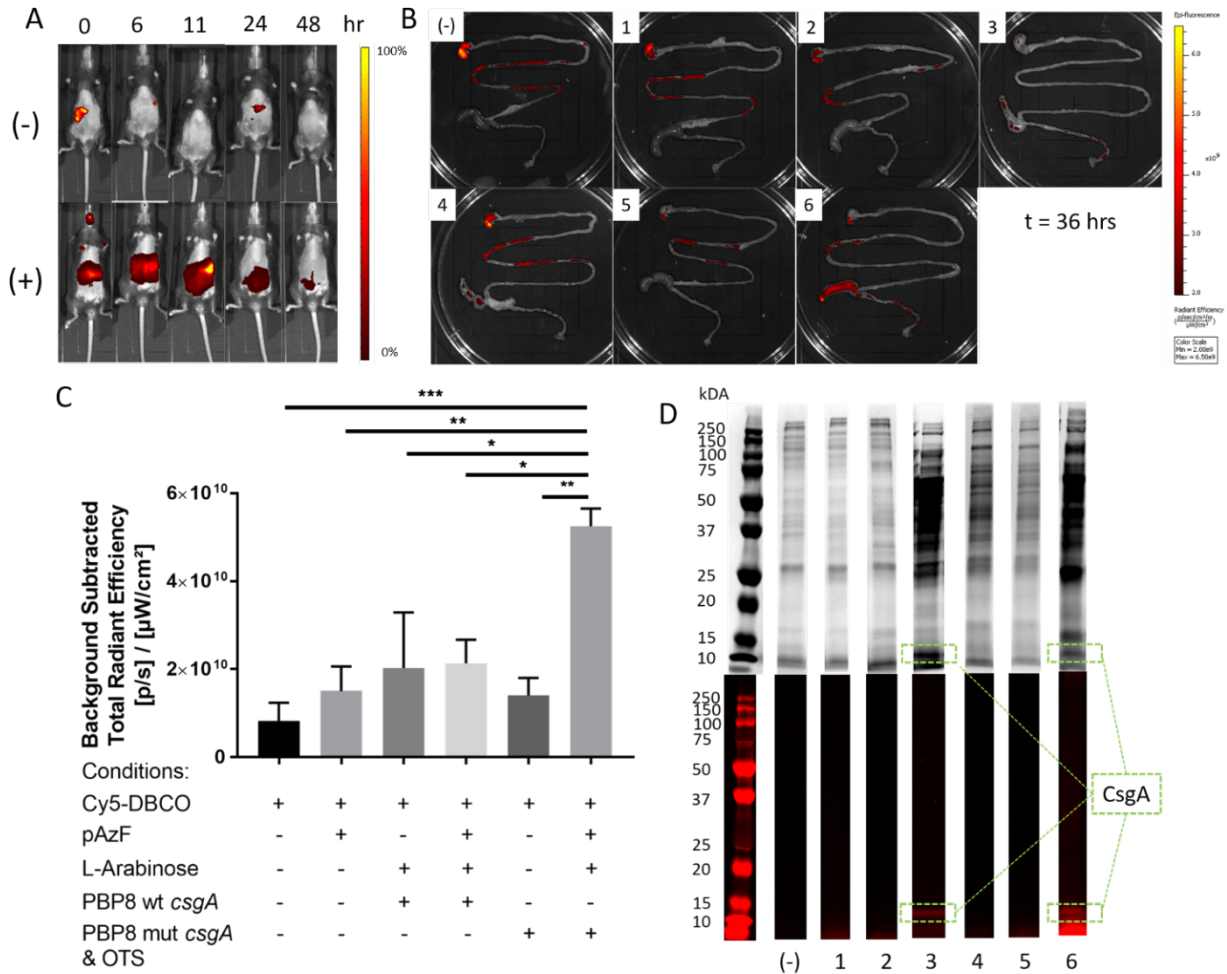 A
0 6 11 24 48 hr
(-)
(+)
100%
0%
B
(-) 1 2 3
4 5 6
t = 36 hrs
Epi-fluorescence
6.0
5.0
x10⁹
4.0
3.0
2.0
Radiant Efficiency
Color Scale
Min = 2.00e9
Max = 6.50e9
C
***
**
*
*
**
Background Subtracted
Total Radiant Efficiency
[p/s] / [µW/cm²]
6×10¹⁰
4×10¹⁰
2×10¹⁰
0
Conditions:
Cy5-DBCO + + + + + +
pAzF - + - + - +
L-Arabinose - - + + - +
PBP8 wt csgA - - + + - -
PBP8 mut csgA - - - - + +
& OTS
D
kDA
250
150
100
75
50
37
25
20
15
10
250
150
100
75
50
37
25
20
15
10
CsgA
(-) 1 2 3 4 5 6